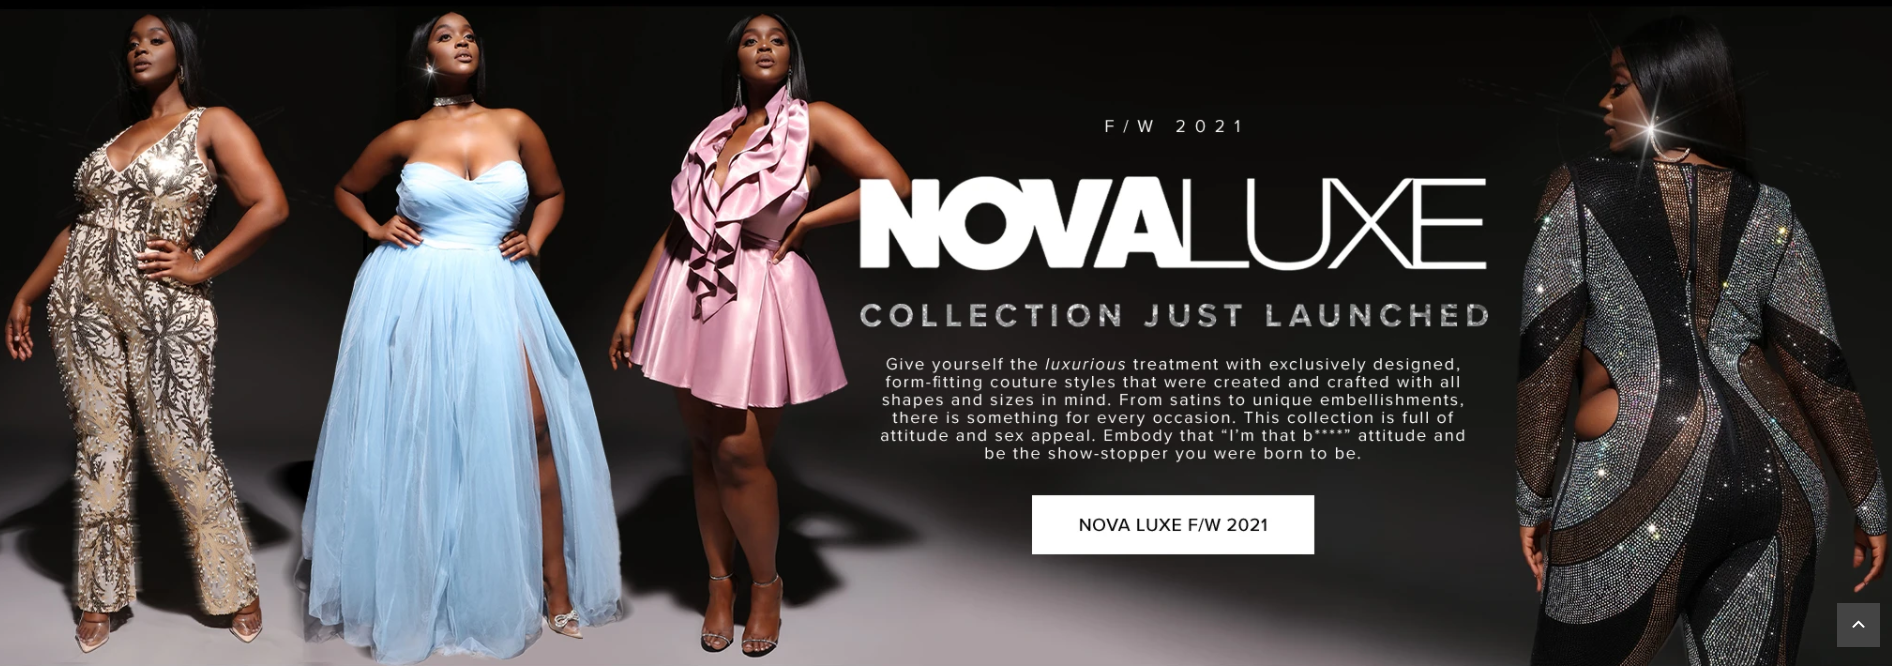 F/W 2021
NOVALUXE
COLLECTION JUST LAUNCHED
Give yourself the luxurious treatment with exclusively designed,
form-fitting couture styles that were created and crafted with all
shapes and sizes in mind. From satins to unique embellishments,
there is something for every occasion. This collection is full of
attitude and sex appeal. Embody that “I’m that b****” attitude and
be the show-stopper you were born to be.
NOVA LUXE F/W 2021